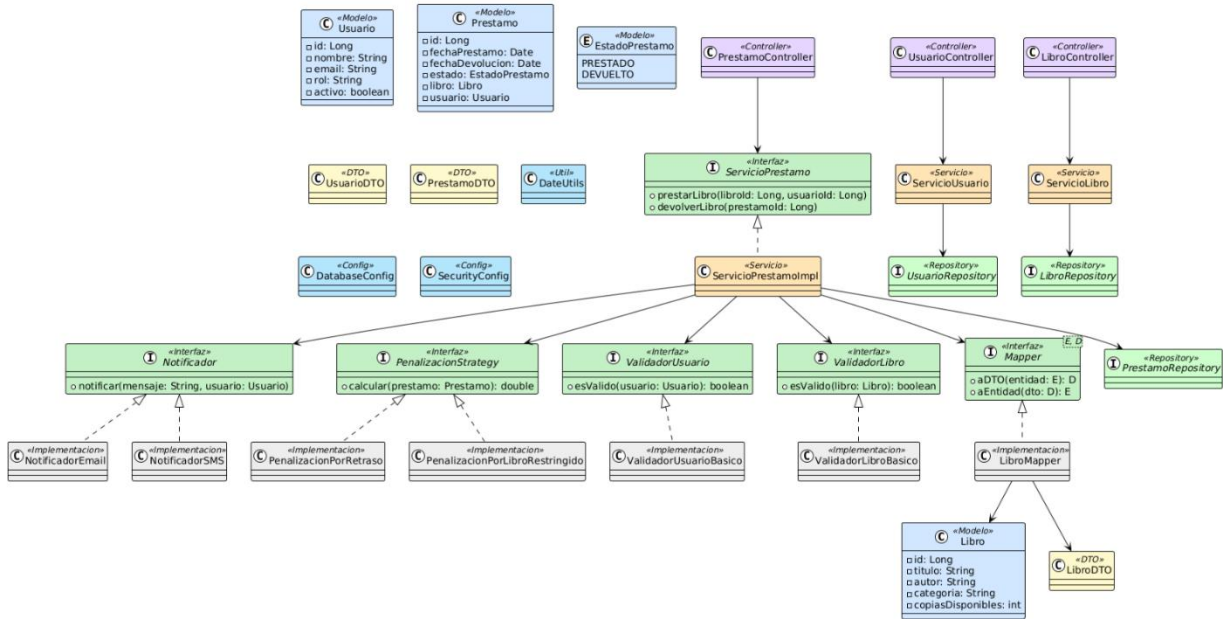 «Modelo»
C Usuario
id: Long
nombre: String
email: String
rol: String
activo: boolean
«Modelo»
C Prestamo
id: Long
fechaPrestamo: Date
fechaDevolucion: Date
estado: EstadoPrestamo
libro: Libro
usuario: Usuario
«Modelo»
E EstadoPrestamo
PRESTADO
DEVUELTO
«Controller»
C PrestamoController
«Controller»
C UsuarioController
«Controller»
C LibroController
«DTO»
C UsuarioDTO
«DTO»
C PrestamoDTO
«Util»
C DateUtils
«Interfaz»
I ServicioPrestamo
prestarLibro(libroId: Long, usuarioId: Long)
devolverLibro(prestamoId: Long)
«Servicio»
C ServicioUsuario
«Servicio»
C ServicioLibro
«Config»
C DatabaseConfig
«Config»
C SecurityConfig
«Servicio»
C ServicioPrestamoImpl
«Repository»
I UsuarioRepository
«Repository»
I LibroRepository
«Interfaz»
I Notificador
notificar(mensaje: String, usuario: Usuario)
«Interfaz»
I PenalizacionStrategy
calcular(prestamo: Prestamo): double
«Interfaz»
I ValidadorUsuario
esValido(usuario: Usuario): boolean
«Interfaz»
I ValidadorLibro
esValido(libro: Libro): boolean
E, D
«Interfaz»
I Mapper
aDTO(entidad: E): D
aEntidad(dto: D): E
«Repository»
I PrestamoRepository
«Implementacion»
C NotificadorEmail
«Implementacion»
C NotificadorSMS
«Implementacion»
C PenalizacionPorRetraso
«Implementacion»
C PenalizacionPorLibroRestringido
«Implementacion»
C ValidadorUsuarioBasico
«Implementacion»
C ValidadorLibroBasico
«Implementacion»
C LibroMapper
«Modelo»
C Libro
id: Long
titulo: String
autor: String
categoria: String
copiasDisponibles: int
«DTO»
C LibroDTO